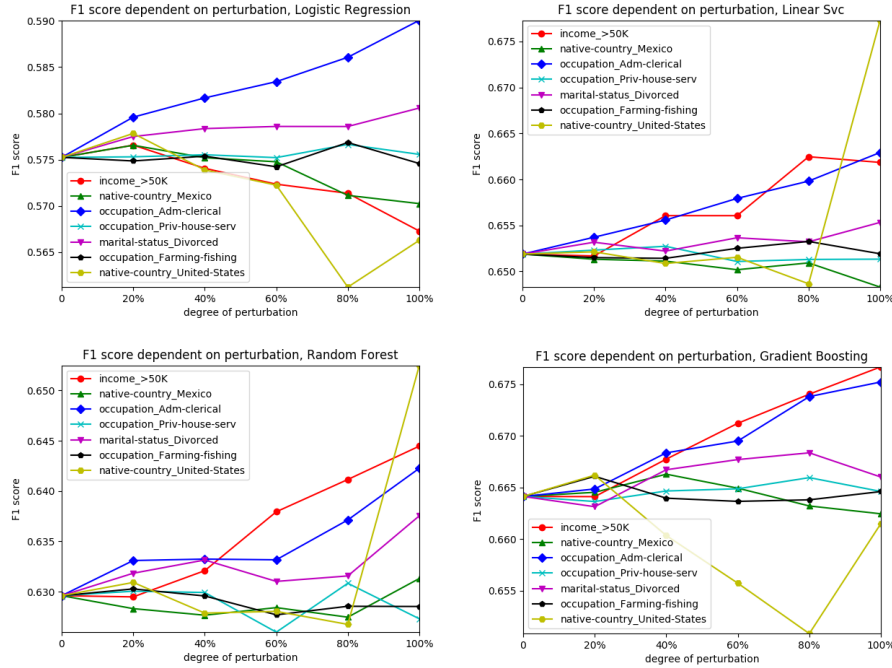 F1 score dependent on perturbation, Logistic Regression
0.590
0.585
0.580
0.575
0.570
0.565
F1 score
income_>50K
native-country_Mexico
occupation_Adm-clerical
occupation_Priv-house-serv
marital-status_Divorced
occupation_Farming-fishing
native-country_United-States
0 20% 40% 60% 80% 100%
degree of perturbation
F1 score dependent on perturbation, Linear Svc
0.675
0.670
0.665
0.660
0.655
0.650
F1 score
income_>50K
native-country_Mexico
occupation_Adm-clerical
occupation_Priv-house-serv
marital-status_Divorced
occupation_Farming-fishing
native-country_United-States
0 20% 40% 60% 80% 100%
degree of perturbation
F1 score dependent on perturbation, Random Forest
0.650
0.645
0.640
0.635
0.630
F1 score
income_>50K
native-country_Mexico
occupation_Adm-clerical
occupation_Priv-house-serv
marital-status_Divorced
occupation_Farming-fishing
native-country_United-States
0 20% 40% 60% 80% 100%
degree of perturbation
F1 score dependent on perturbation, Gradient Boosting
0.675
0.670
0.665
0.660
0.655
F1 score
income_>50K
native-country_Mexico
occupation_Adm-clerical
occupation_Priv-house-serv
marital-status_Divorced
occupation_Farming-fishing
native-country_United-States
0 20% 40% 60% 80% 100%
degree of perturbation